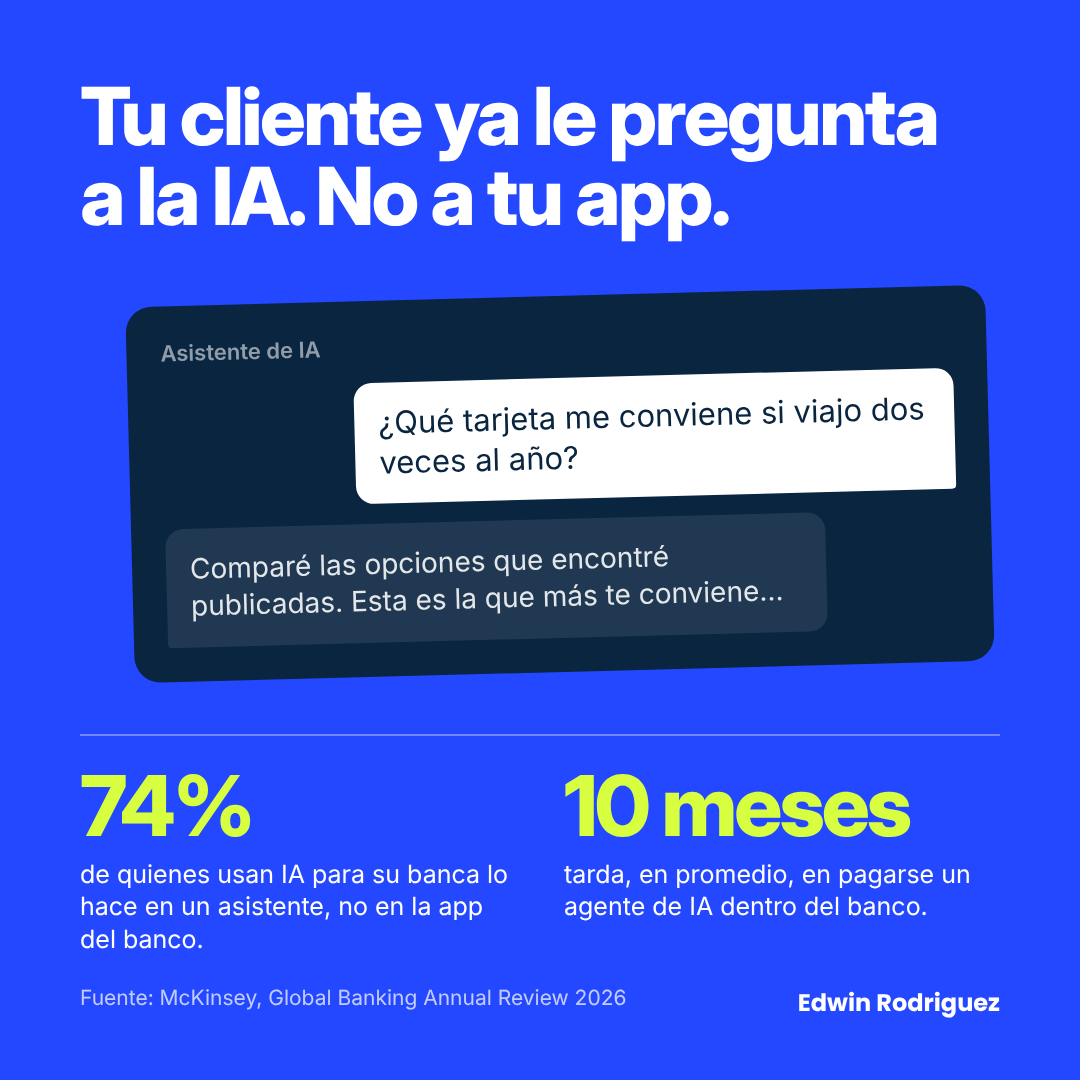 Tu cliente ya le pregunta
a la IA. No a tu app.
Asistente de IA
¿Qué tarjeta me conviene si viajo dos
veces al año?
Comparé las opciones que encontré
publicadas. Esta es la que más te conviene...
74%
de quienes usan IA para su banca lo
hace en un asistente, no en la app
del banco.
10 meses
tarda, en promedio, en pagarse un
agente de IA dentro del banco.
Fuente: McKinsey, Global Banking Annual Review 2026
Edwin Rodriguez